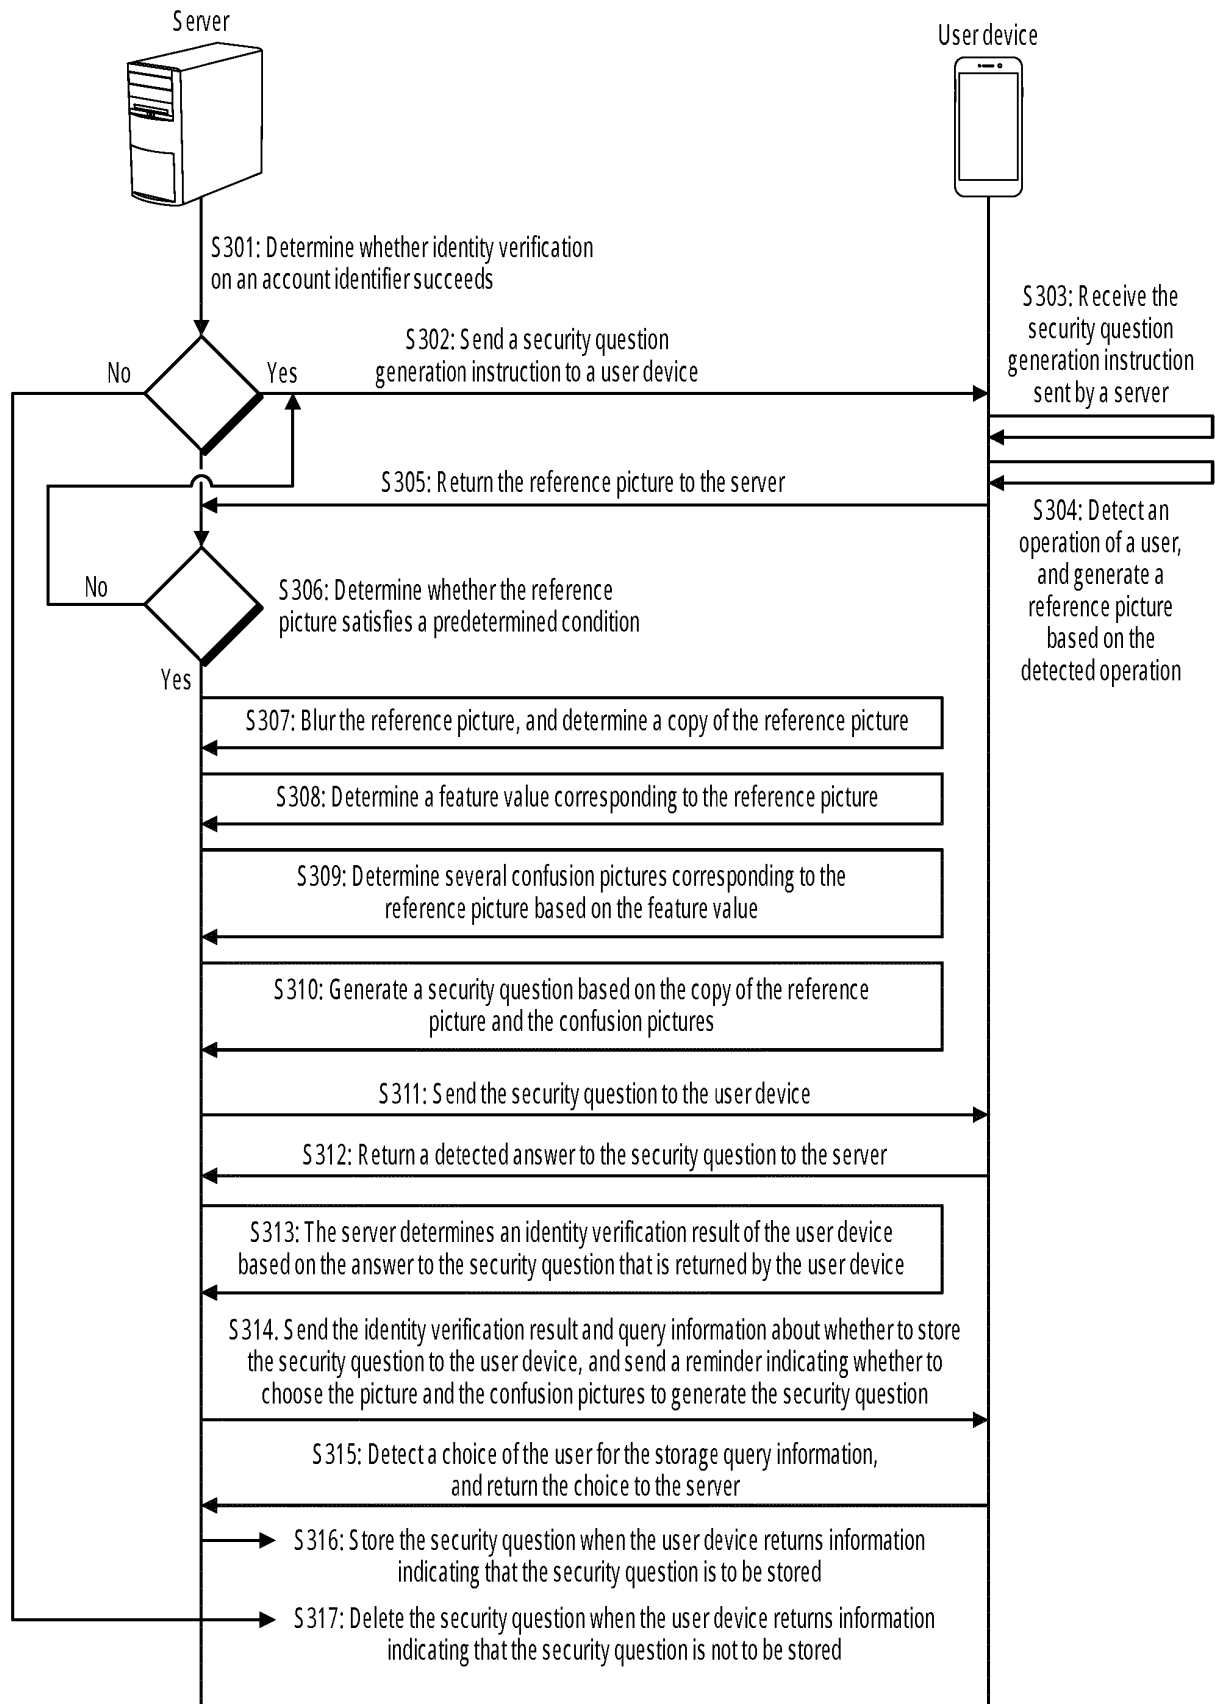 Server
User device
S301: Determine whether identity verification
on an account identifier succeeds
S303: Receive the
security question
generation instruction
sent by a server
S302: Send a security question
generation instruction to a user device
No
Yes
S305: Return the reference picture to the server
S304: Detect an
operation of a user,
and generate a
reference picture
based on the
detected operation
No
S306: Determine whether the reference
picture satisfies a predetermined condition
Yes
S307: Blur the reference picture, and determine a copy of the reference picture
S308: Determine a feature value corresponding to the reference picture
S309: Determine several confusion pictures corresponding to the
reference picture based on the feature value
S310: Generate a security question based on the copy of the reference
picture and the confusion pictures
S311: Send the security question to the user device
S312: Return a detected answer to the security question to the server
S313: The server determines an identity verification result of the user device
based on the answer to the security question that is returned by the user device
S314. Send the identity verification result and query information about whether to store
the security question to the user device, and send a reminder indicating whether to
choose the picture and the confusion pictures to generate the security question
S315: Detect a choice of the user for the storage query information,
and return the choice to the server
S316: Store the security question when the user device returns information
indicating that the security question is to be stored
S317: Delete the security question when the user device returns information
indicating that the security question is not to be stored